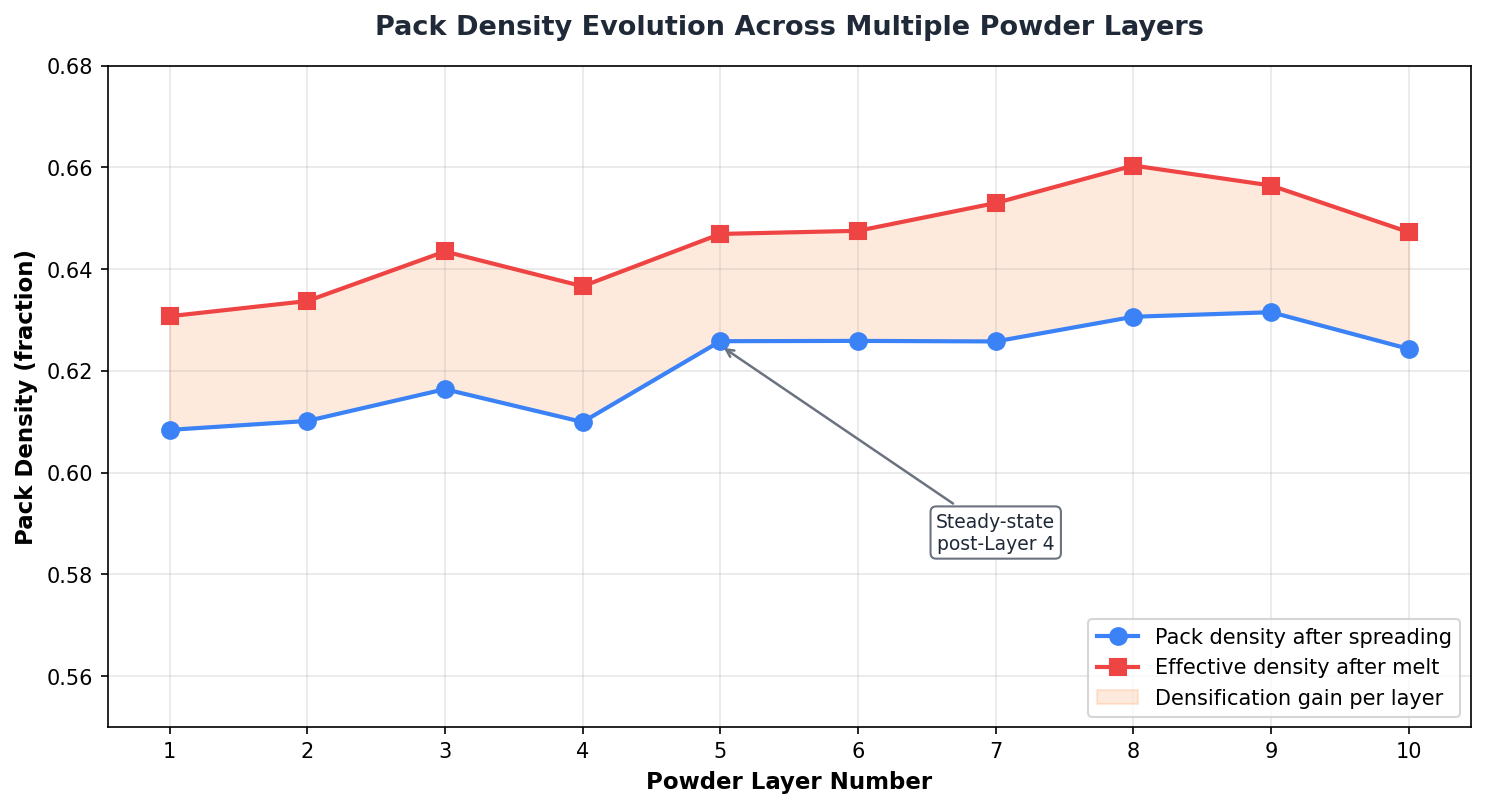 Pack Density Evolution Across Multiple Powder Layers
Pack Density (fraction)
0.68
0.66
0.64
0.62
0.60
0.58
0.56
Steady-state
post-Layer 4
Pack density after spreading
Effective density after melt
Densification gain per layer
1 2 3 4 5 6 7 8 9 10
Powder Layer Number